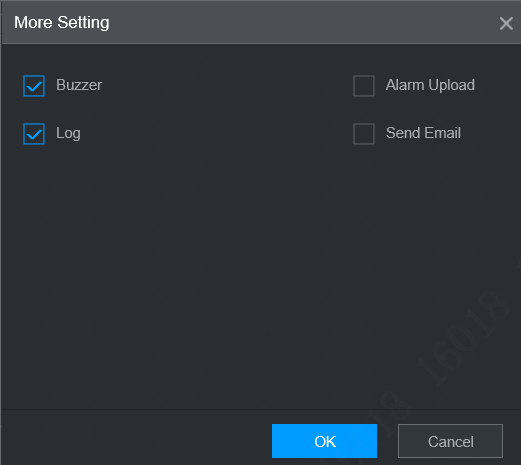 More Setting
Buzzer
Alarm Upload
Log
Send Email
OK
Cancel